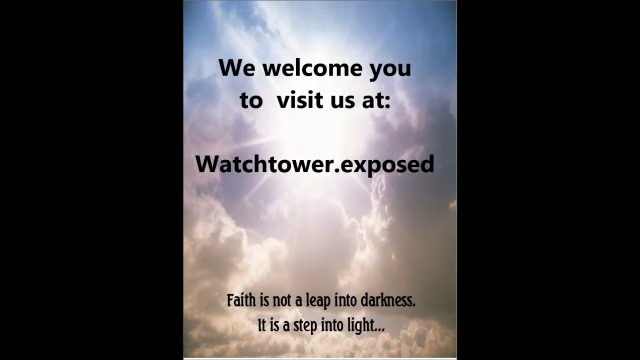 We welcome you
to visit us at:
Watchtower.exposed
Faith is not a leap into darkness.
It is a step into light...